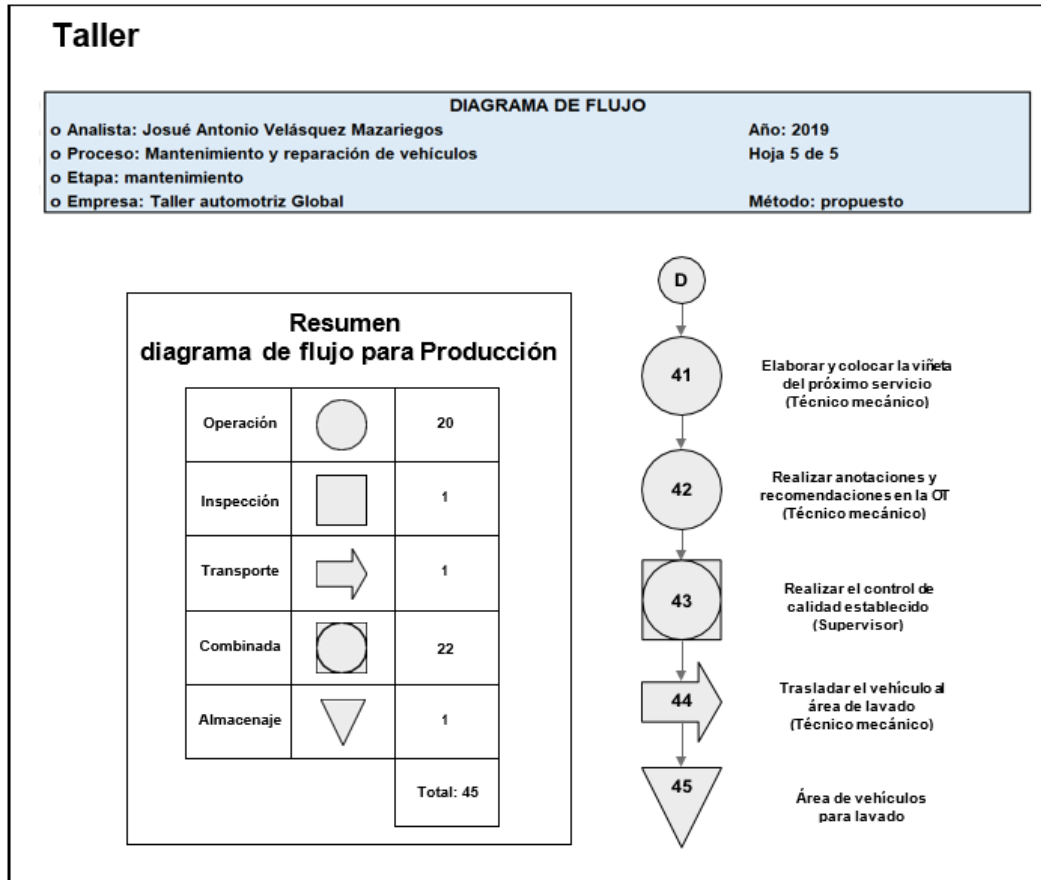 Taller
DIAGRAMA DE FLUJO
o Analista: Josué Antonio Velásquez Mazariegos
Año: 2019
o Proceso: Mantenimiento y reparación de vehículos
Hoja 5 de 5
o Etapa: mantenimiento
o Empresa: Taller automotriz Global
Método: propuesto
Resumen
diagrama de flujo para Producción
Operación
20
Inspección
1
Transporte
1
Combinada
22
Almacenaje
1
Total: 45
D
41
Elaborar y colocar la viñeta
del próximo servicio
(Técnico mecánico)
42
Realizar anotaciones y
recomendaciones en la OT
(Técnico mecánico)
43
Realizar el control de
calidad establecido
(Supervisor)
44
Trasladar el vehículo al
área de lavado
(Técnico mecánico)
45
Área de vehículos
para lavado